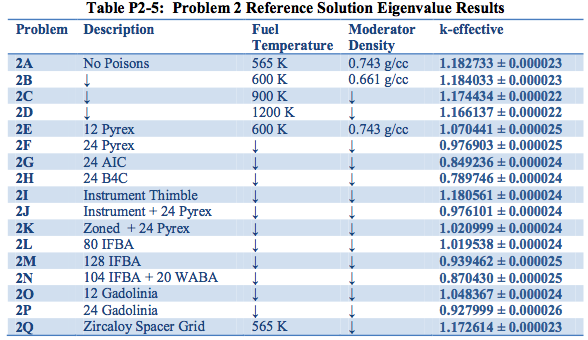 Table P2-5: Problem 2 Reference Solution Eigenvalue Results
Problem Description Fuel Temperature Moderator Density k-effective
2A No Poisons 565 K 0.743 g/cc 1.182733 ± 0.000023
2B ↓ 600 K 0.661 g/cc 1.184033 ± 0.000023
2C ↓ 900 K ↓ 1.174434 ± 0.000022
2D ↓ 1200 K ↓ 1.166137 ± 0.000022
2E 12 Pyrex 600 K 0.743 g/cc 1.070441 ± 0.000025
2F 24 Pyrex ↓ ↓ 0.976903 ± 0.000025
2G 24 AIC ↓ ↓ 0.849236 ± 0.000024
2H 24 B4C ↓ ↓ 0.789746 ± 0.000024
2I Instrument Thimble ↓ ↓ 1.180561 ± 0.000024
2J Instrument + 24 Pyrex ↓ ↓ 0.976101 ± 0.000024
2K Zoned + 24 Pyrex ↓ ↓ 1.020999 ± 0.000024
2L 80 IFBA ↓ ↓ 1.019538 ± 0.000024
2M 128 IFBA ↓ ↓ 0.939462 ± 0.000025
2N 104 IFBA + 20 WABA ↓ ↓ 0.870430 ± 0.000025
2O 12 Gadolinia ↓ ↓ 1.048367 ± 0.000024
2P 24 Gadolinia ↓ ↓ 0.927999 ± 0.000026
2Q Zircaloy Spacer Grid 565 K ↓ 1.172614 ± 0.000023